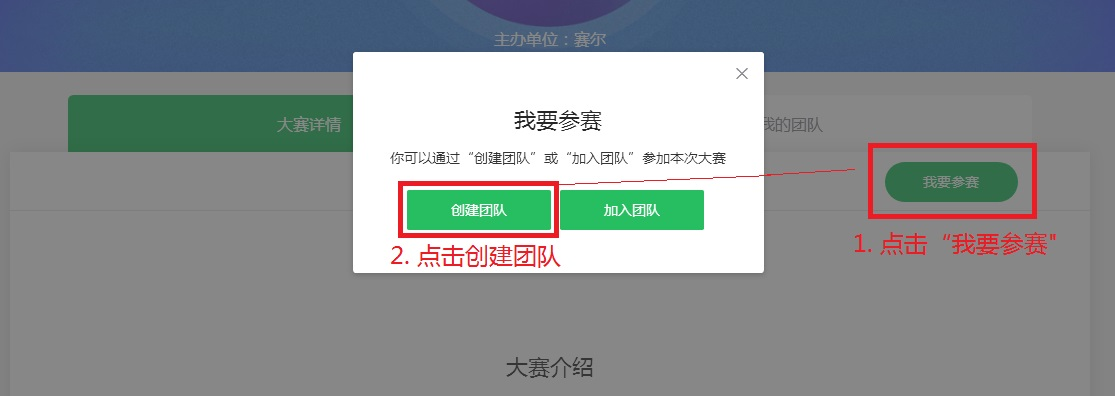 主办单位：赛尔
大赛详情
我的团队
我要参赛
你可以通过“创建团队”或“加入团队”参加本次大赛
创建团队
加入团队
2. 点击创建团队
我要参赛
1. 点击“我要参赛"
大赛介绍